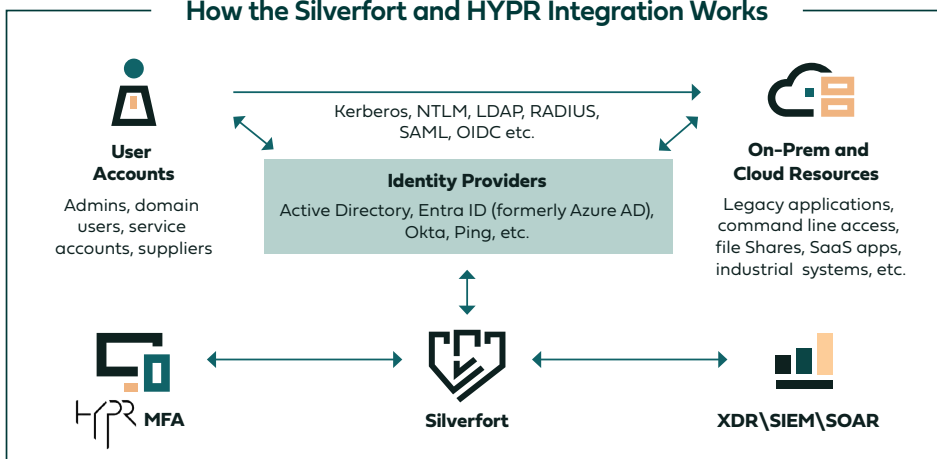 How the Silverfort and HYPR Integration Works
Kerberos, NTLM, LDAP, RADIUS,
SAML, OIDC etc.
User
Accounts
Admins, domain
users, service
accounts, suppliers
Identity Providers
Active Directory, Entra ID (formerly Azure AD),
Okta, Ping, etc.
On-Prem and
Cloud Resources
Legacy applications,
command line access,
file Shares, SaaS apps,
industrial systems, etc.
HYPR MFA
Silverfort
XDR\SIEM\SOAR